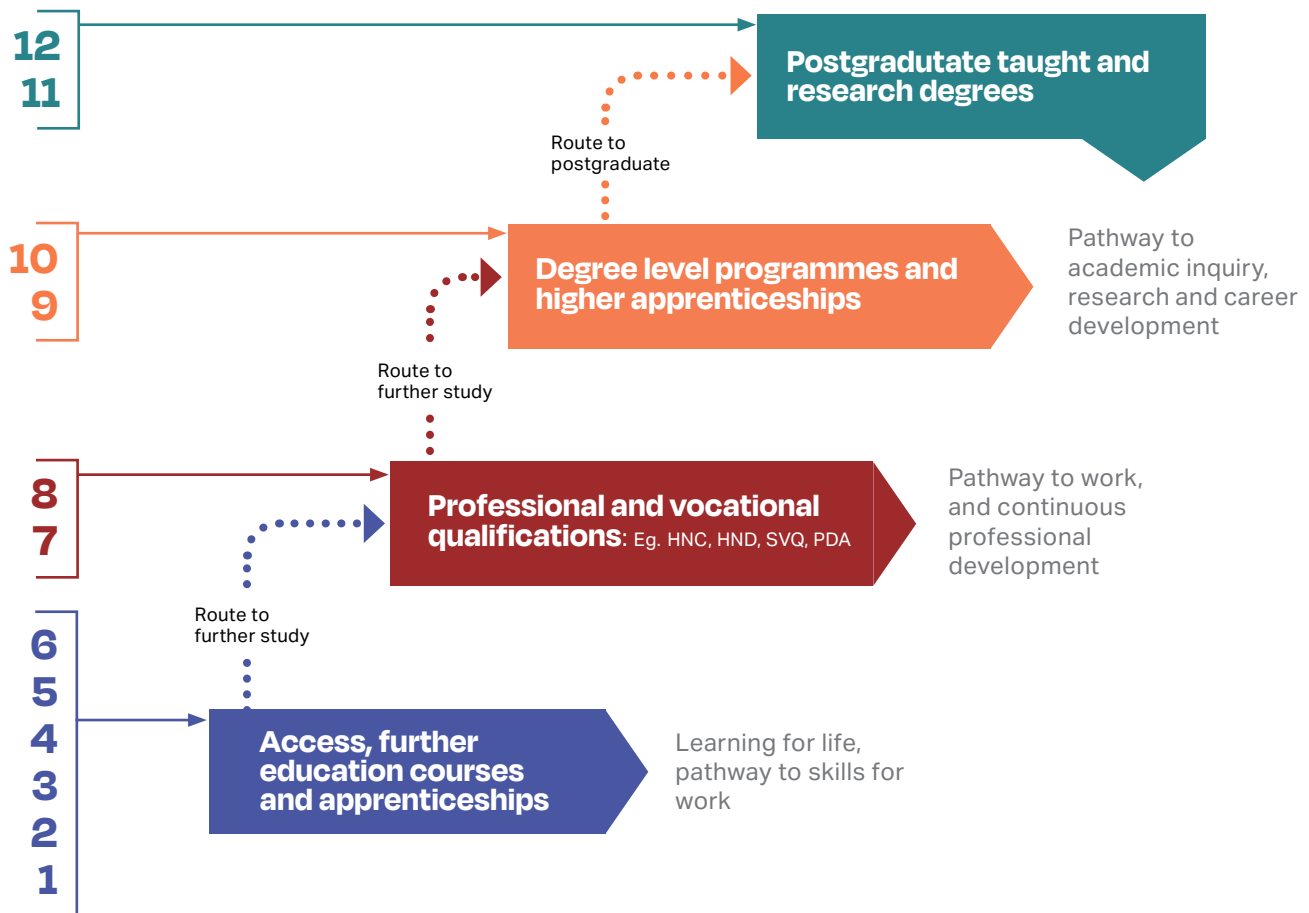 12
11
Postgradutate taught and
research degrees
Route to
postgraduate
10
9
Degree level programmes and
higher apprenticeships
Pathway to
academic inquiry,
research and career
development
Route to
further study
8
7
Professional and vocational
qualifications: Eg. HNC, HND, SVQ, PDA
Pathway to work,
and continuous
professional
development
Route to
further study
6
5
4
3
2
1
Access, further
education courses
and apprenticeships
Learning for life,
pathway to skills for
work